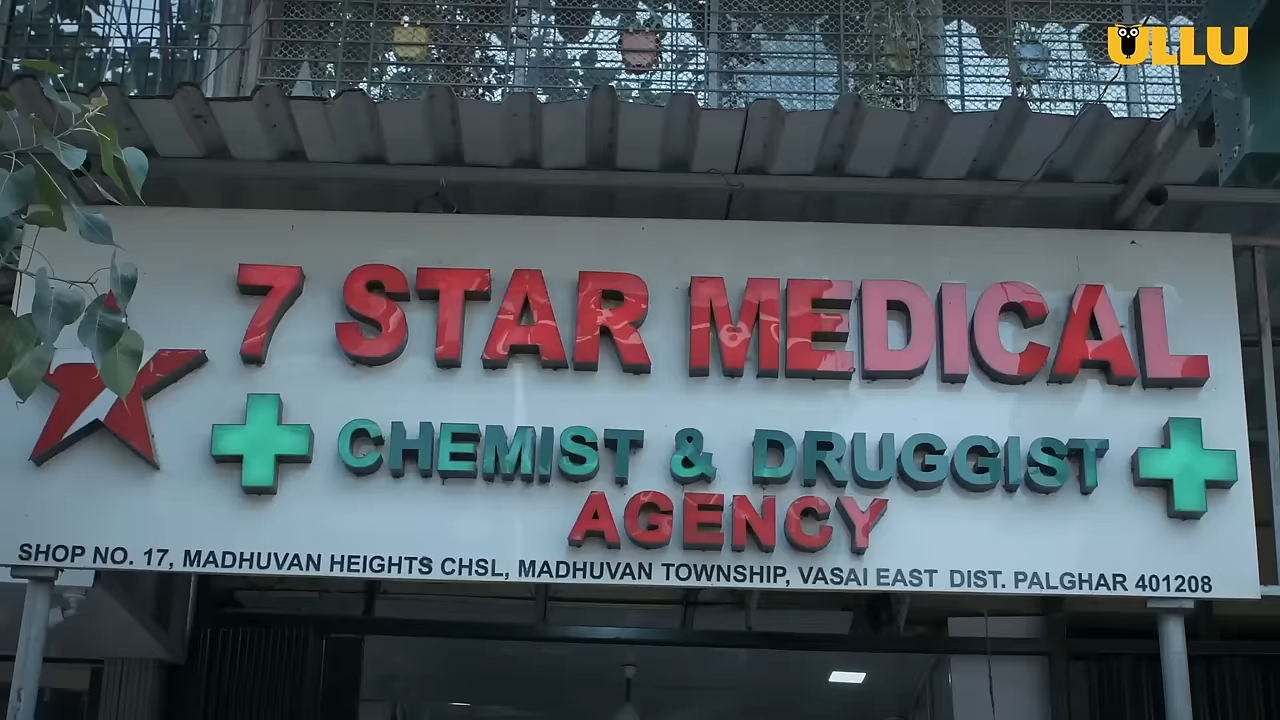 ULLU
7 STAR MEDICAL
CHEMIST & DRUGGIST
AGENCY
SHOP NO. 17, MADHUVAN HEIGHTS CHSL, MADHUVAN TOWNSHIP, VASAI EAST DIST. PALGHAR 401208